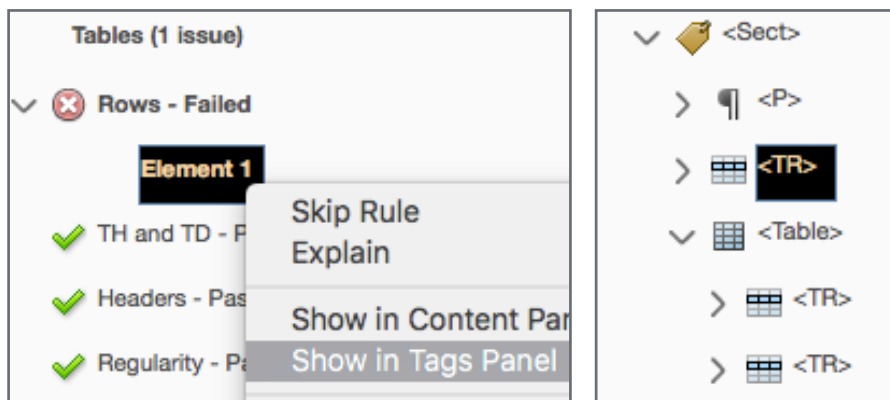 Tables (1 issue)
Rows - Failed
Element 1
Skip Rule
TH and TD - P
Explain
Headers - Pas
Show in Content Par
Regularity - Pa
Show in Tags Panel
<Sect>
<P>
<TR>
<Table>
<TR>
<TR>